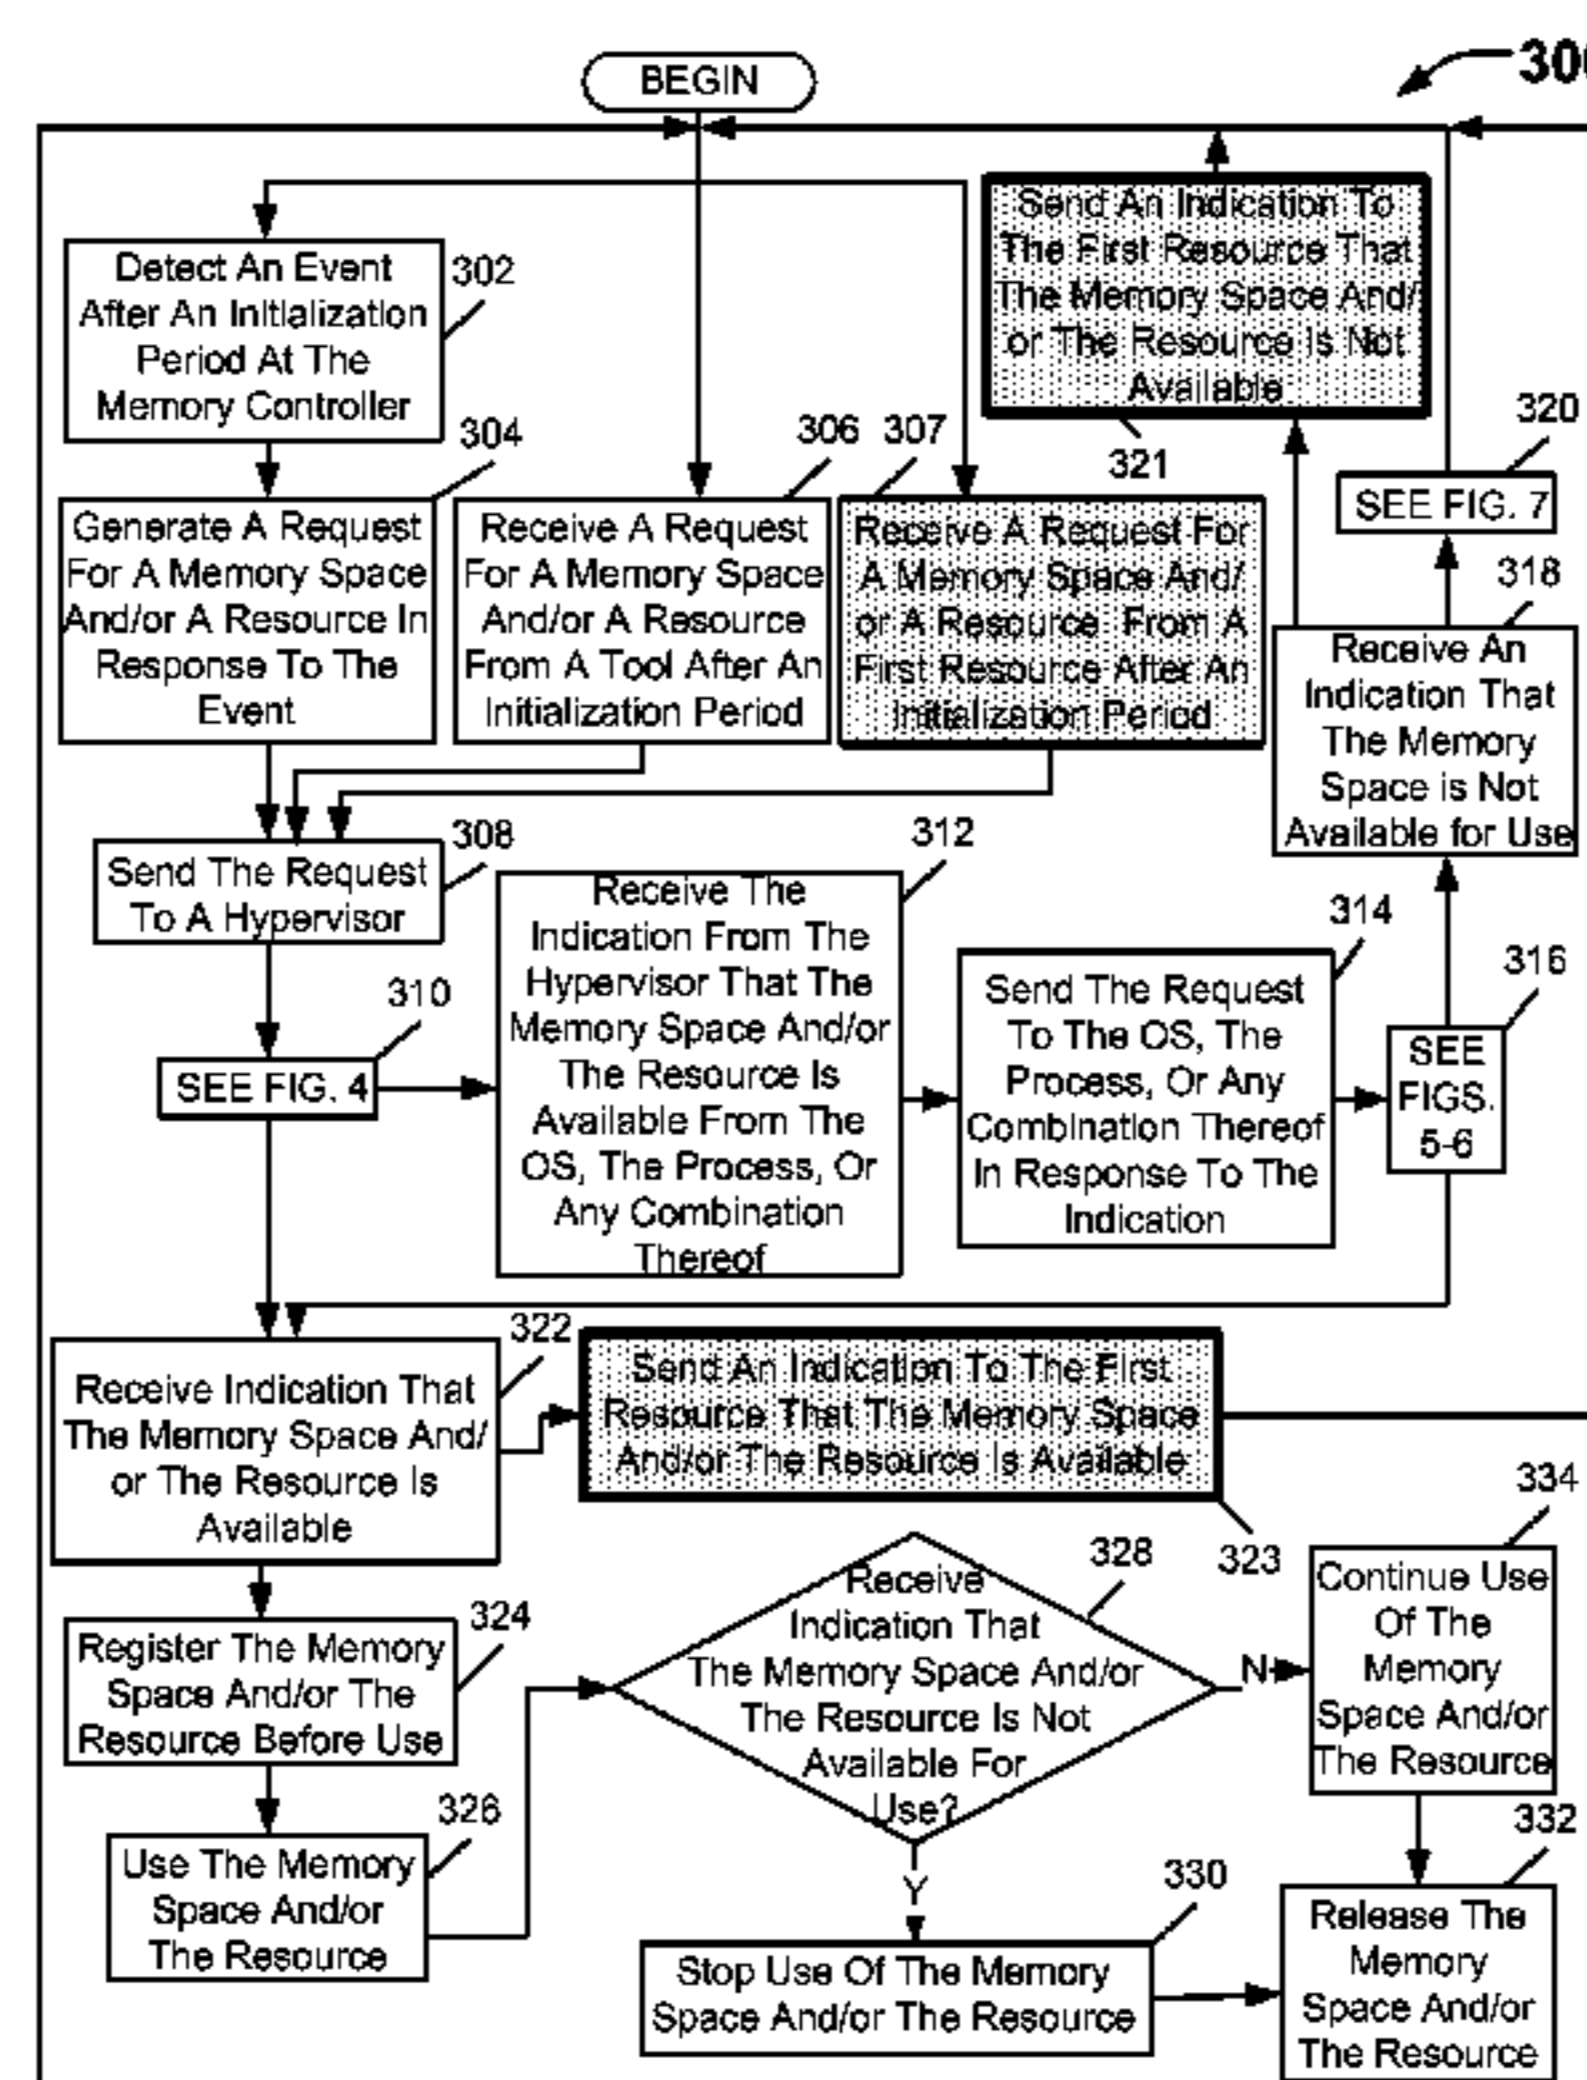 BEGIN
300
Detect An Event
After An Initialization
Period At The
Memory Controller
302
Send An Indication To
The First Resource That
The Memory Space And/
or The Resource Is Not
Available
321
304
306
307
320
SEE FIG. 7
Generate A Request
For A Memory Space
And/or A Resource In
Response To The
Event
Receive A Request
For A Memory Space
And/or A Resource
From A Tool After An
Initialization Period
Receive A Request For
A Memory Space And/
or A Resource From A
First Resource After An
Initialization Period
318
Receive An
Indication That
The Memory
Space is Not
Available for Use
308
Send The Request
To A Hypervisor
312
Receive The
Indication From The
Hypervisor That The
Memory Space And/or
The Resource Is
Available From The
OS, The Process, Or
Any Combination
Thereof
314
Send The Request
To The OS, The
Process, Or Any
Combination Thereof
In Response To The
Indication
316
SEE
FIGS.
5-6
310
SEE FIG. 4
322
Receive Indication That
The Memory Space And/
or The Resource Is
Available
Send An Indication To The First
Resource That The Memory Space
And/or The Resource Is Available
323
324
Register The Memory
Space And/or The
Resource Before Use
328
Receive
Indication That
The Memory Space And/or
The Resource Is Not
Available For
Use?
N
Y
334
Continue Use
Of The
Memory
Space And/or
The Resource
326
Use The Memory
Space And/or
The Resource
330
Stop Use Of The Memory
Space And/or The Resource
332
Release The
Memory
Space And/or
The Resource